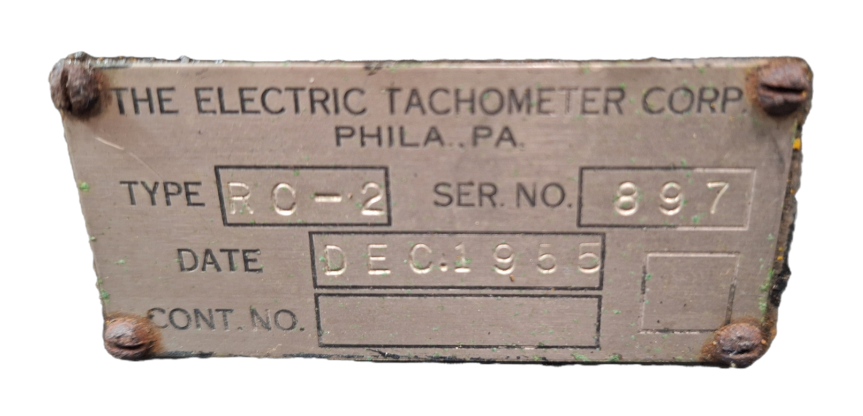 THE ELECTRIC TACHOMETER CORP.
PHILA., PA.
TYPE RC-2 SER. NO. 897
DATE DEC.1955
CONT. NO.